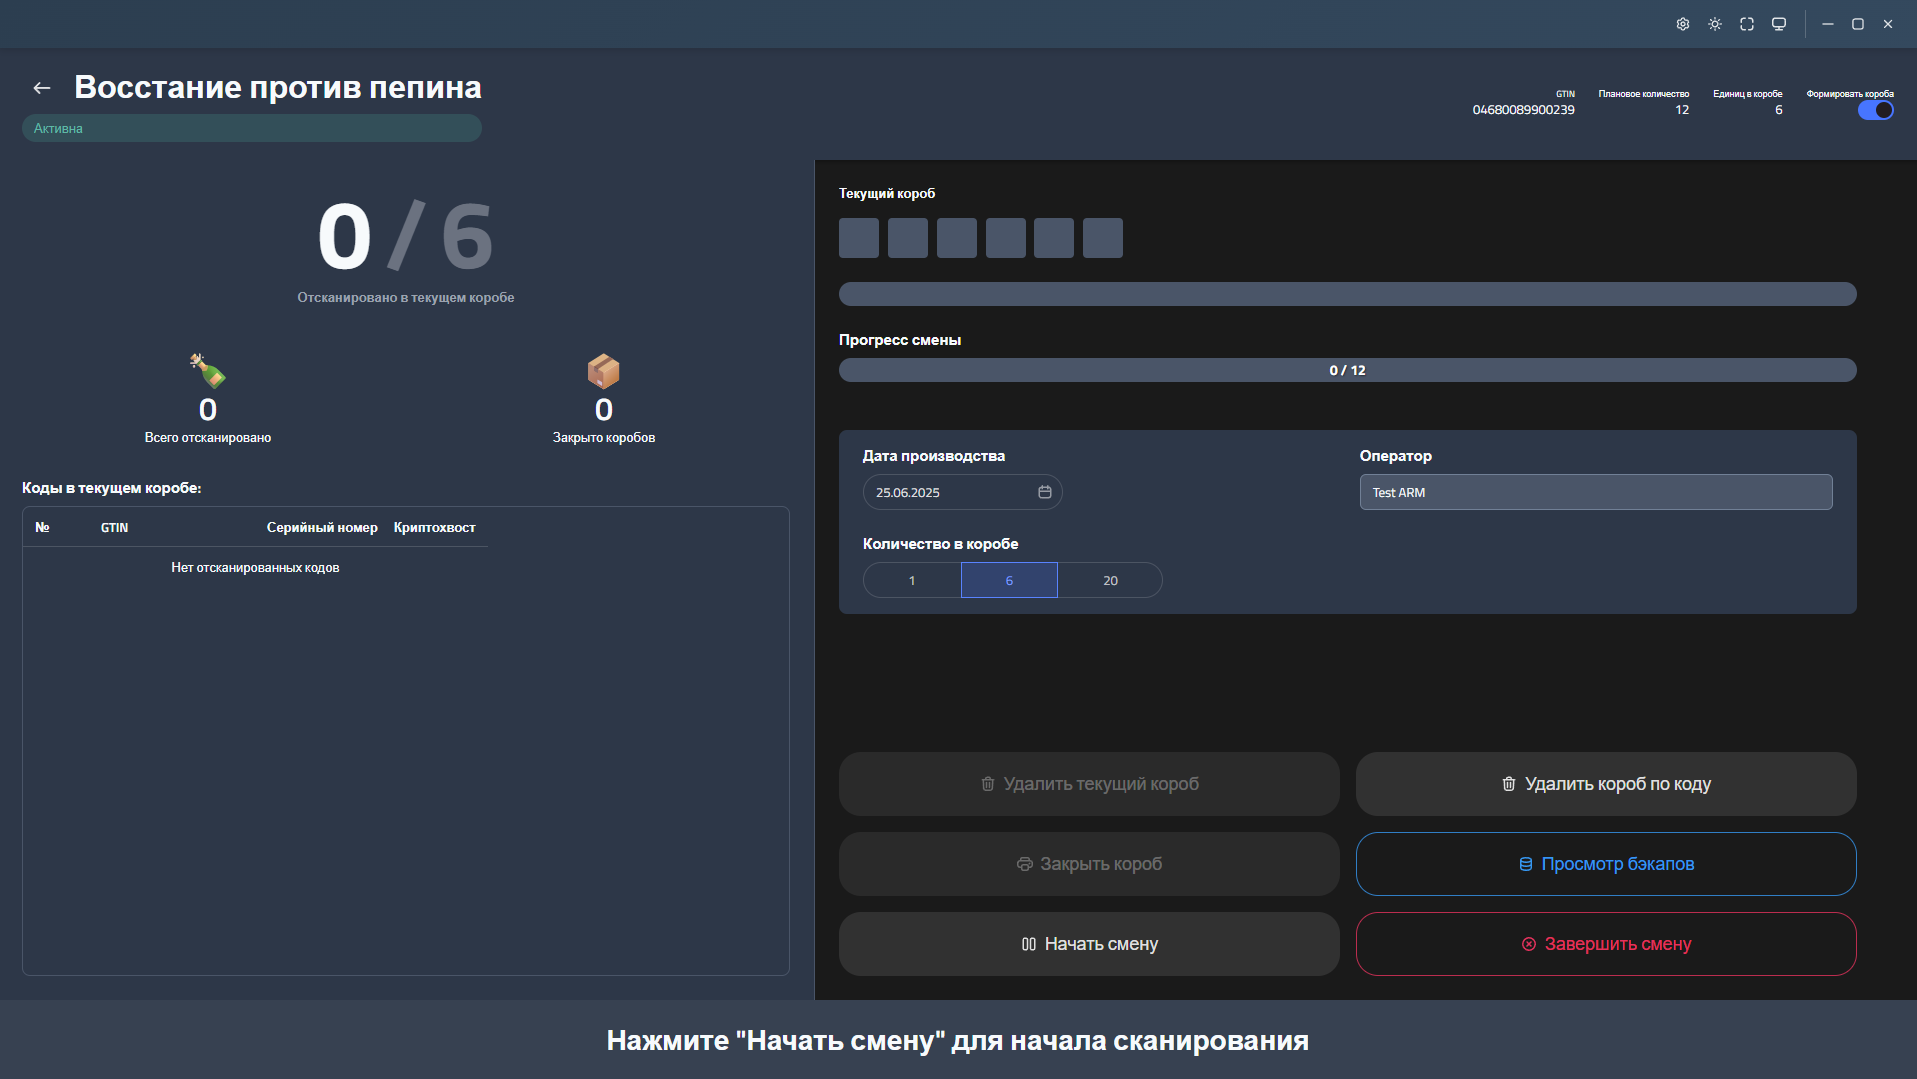 Восстание против пепина
Активна
GTIN
04680089900239
Плановое количество
12
Единиц в коробе
6
Формировать короба
0 / 6
Отсканировано в текущем коробе
0
Всего отсканировано
0
Закрыто коробов
Коды в текущем коробе:
№ GTIN Серийный номер Криптохвост
Нет отсканированных кодов
Текущий короб
Прогресс смены
0 / 12
Дата производства
25.06.2025
Оператор
Test ARM
Количество в коробе
1 6 20
Удалить текущий короб
Удалить короб по коду
Закрыть короб
Просмотр бэкапов
Начать смену
Завершить смену
Нажмите "Начать смену" для начала сканирования